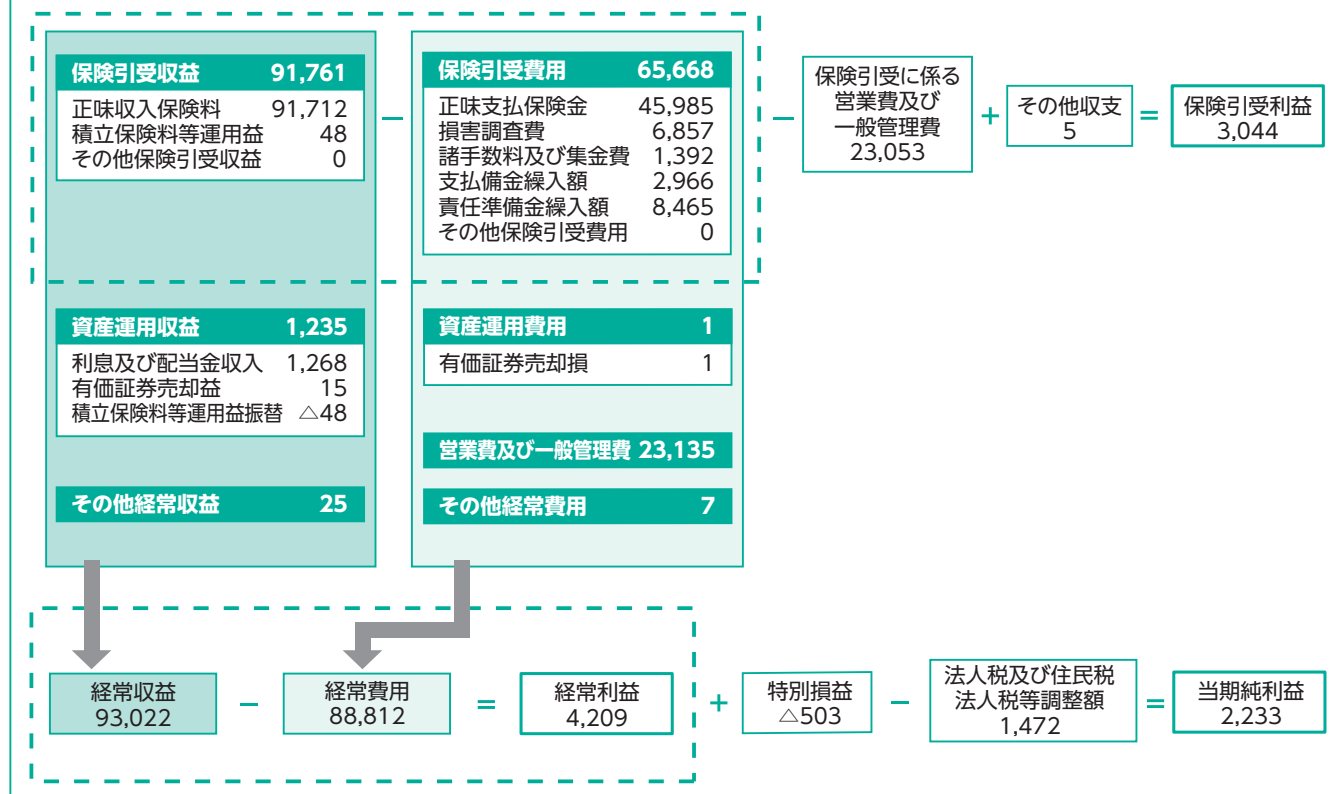 保険引受収益 91,761
正味収入保険料 91,712
積立保険料等運用益 48
その他保険引受収益 0
－
保険引受費用 65,668
正味支払保険金 45,985
損害調査費 6,857
諸手数料及び集金費 1,392
支払備金繰入額 2,966
責任準備金繰入額 8,465
その他保険引受費用 0
－
保険引受に係る
営業費及び
一般管理費
23,053
＋
その他収支
5
＝
保険引受利益
3,044
資産運用収益 1,235
利息及び配当金収入 1,268
有価証券売却益 15
積立保険料等運用益振替 △48
その他経常収益 25
資産運用費用 1
有価証券売却損 1
営業費及び一般管理費 23,135
その他経常費用 7
経常収益
93,022
－
経常費用
88,812
＝
経常利益
4,209
＋
特別損益
△503
－
法人税及び住民税
法人税等調整額
1,472
＝
当期純利益
2,233